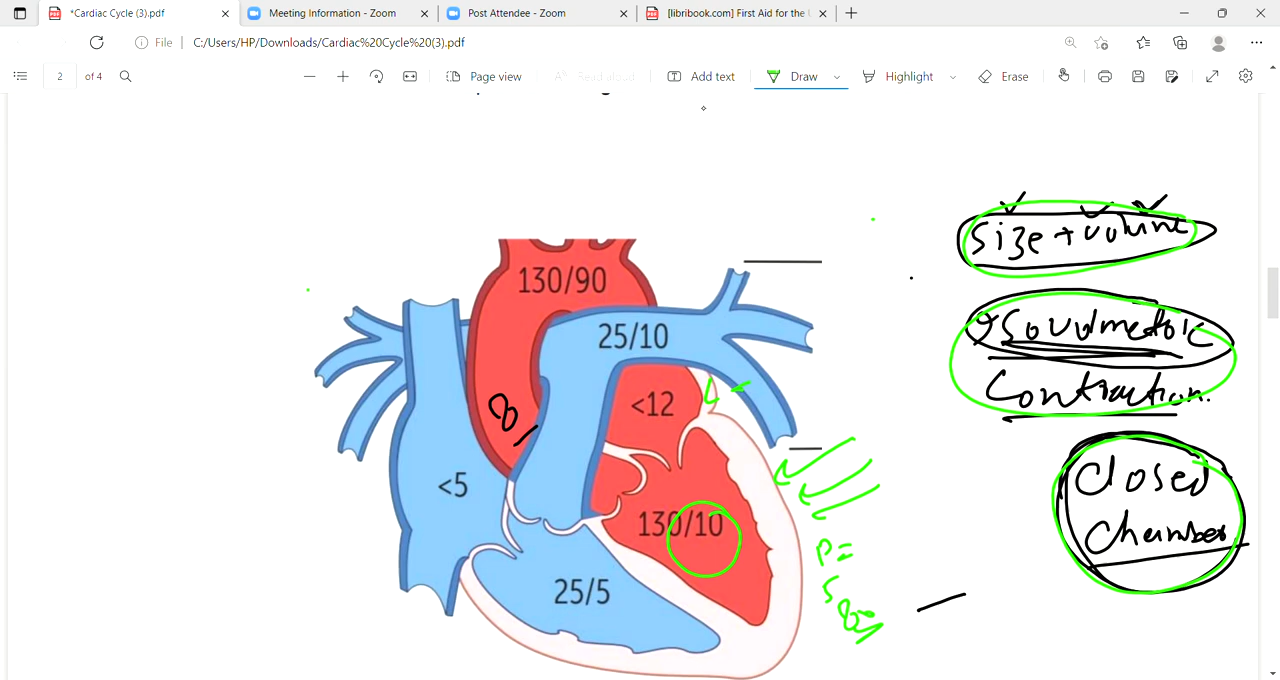 *Cardiac Cycle (3).pdf
Meeting Information - Zoom
Post Attendee - Zoom
[libribook.com] First Aid for the
File
C:/Users/HP/Downloads/Cardiac%20Cycle%20(3).pdf
2 of 4
Page view
Read aloud
Add text
Draw
Highlight
Erase
Size + volume
130/90
25/10
Contraction.
<12
<5
Closed
130/10
chamber
P=
25/5